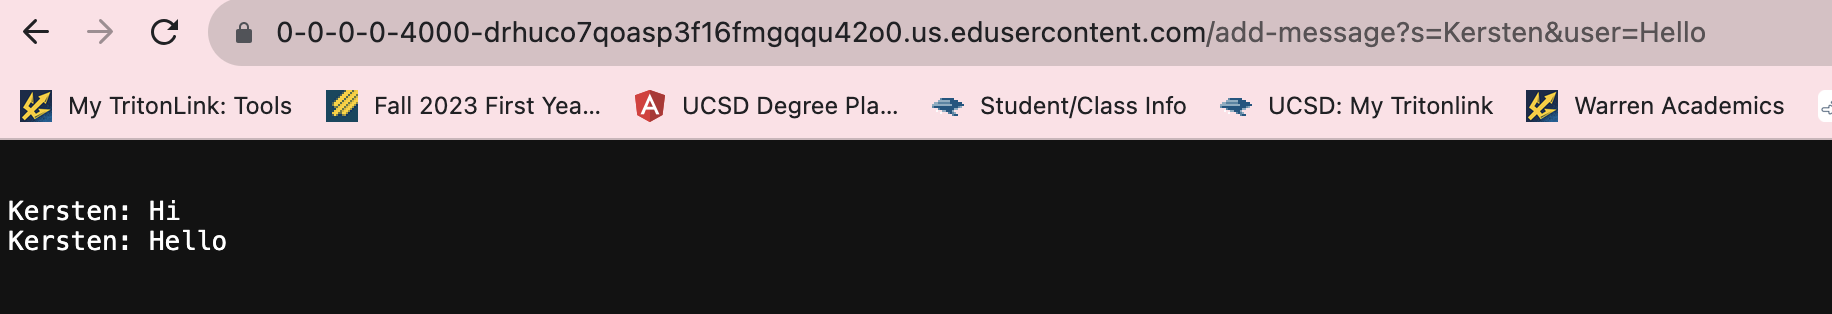 0-0-0-0-4000-drhuco7qoasp3f16fmgqqu42o0.us.edusercontent.com/add-message?s=Kersten&user=Hello
My TritonLink: Tools Fall 2023 First Yea... UCSD Degree Pla... Student/Class Info UCSD: My Tritonlink Warren Academics
Kersten: Hi
Kersten: Hello